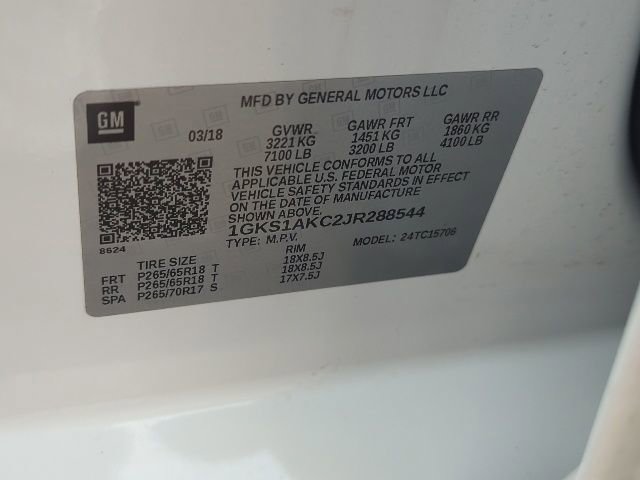 GM
MFD BY GENERAL MOTORS LLC
03/18 GVWR GAWR FRT GAWR RR
3221 KG 1451 KG 1860 KG
7100 LB 3200 LB 4100 LB
THIS VEHICLE CONFORMS TO ALL
APPLICABLE U.S. FEDERAL MOTOR
VEHICLE SAFETY STANDARDS IN EFFECT
ON THE DATE OF MANUFACTURE
SHOWN ABOVE.
1GKS1AKC2JR288544
8624 TYPE: M.P.V. MODEL: 24TC15706
TIRE SIZE RIM
FRT P265/65R18 T 18X8.5J
RR P265/65R18 T 18X8.5J
SPA P265/70R17 S 17X7.5J